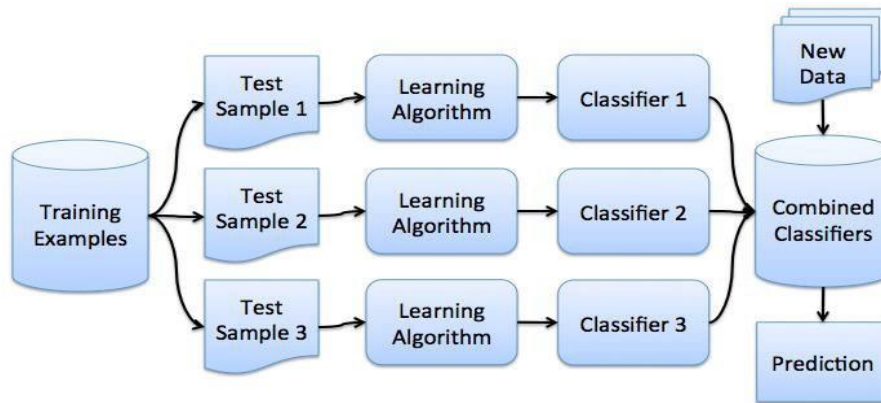 Training
Examples
Test
Sample 1
Learning
Algorithm
Classifier 1
Test
Sample 2
Learning
Algorithm
Classifier 2
Test
Sample 3
Learning
Algorithm
Classifier 3
New
Data
Combined
Classifiers
Prediction